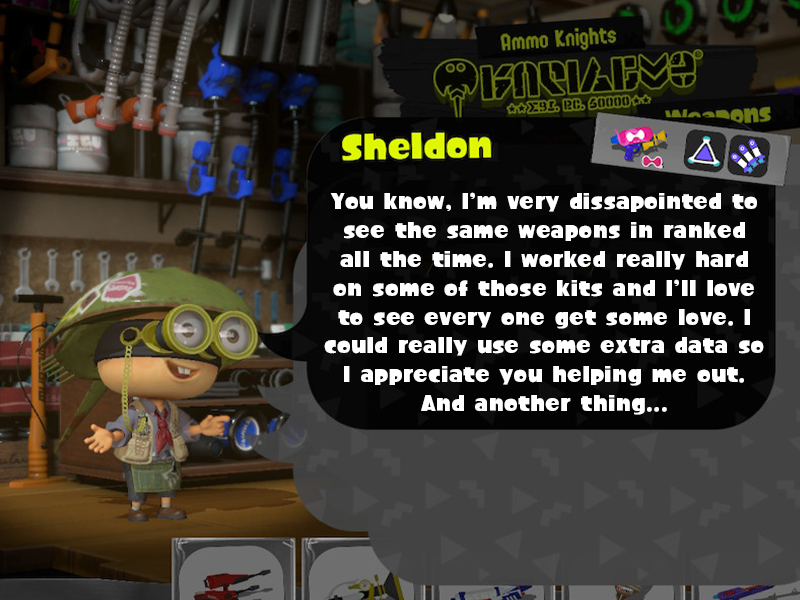 Ammo Knights
Weapons
Sheldon
You know, I'm very dissapointed to
see the same weapons in ranked
all the time. I worked really hard
on some of those kits and I'll love
to see every one get some love. I
could really use some extra data so
I appreciate you helping me out.
And another thing...